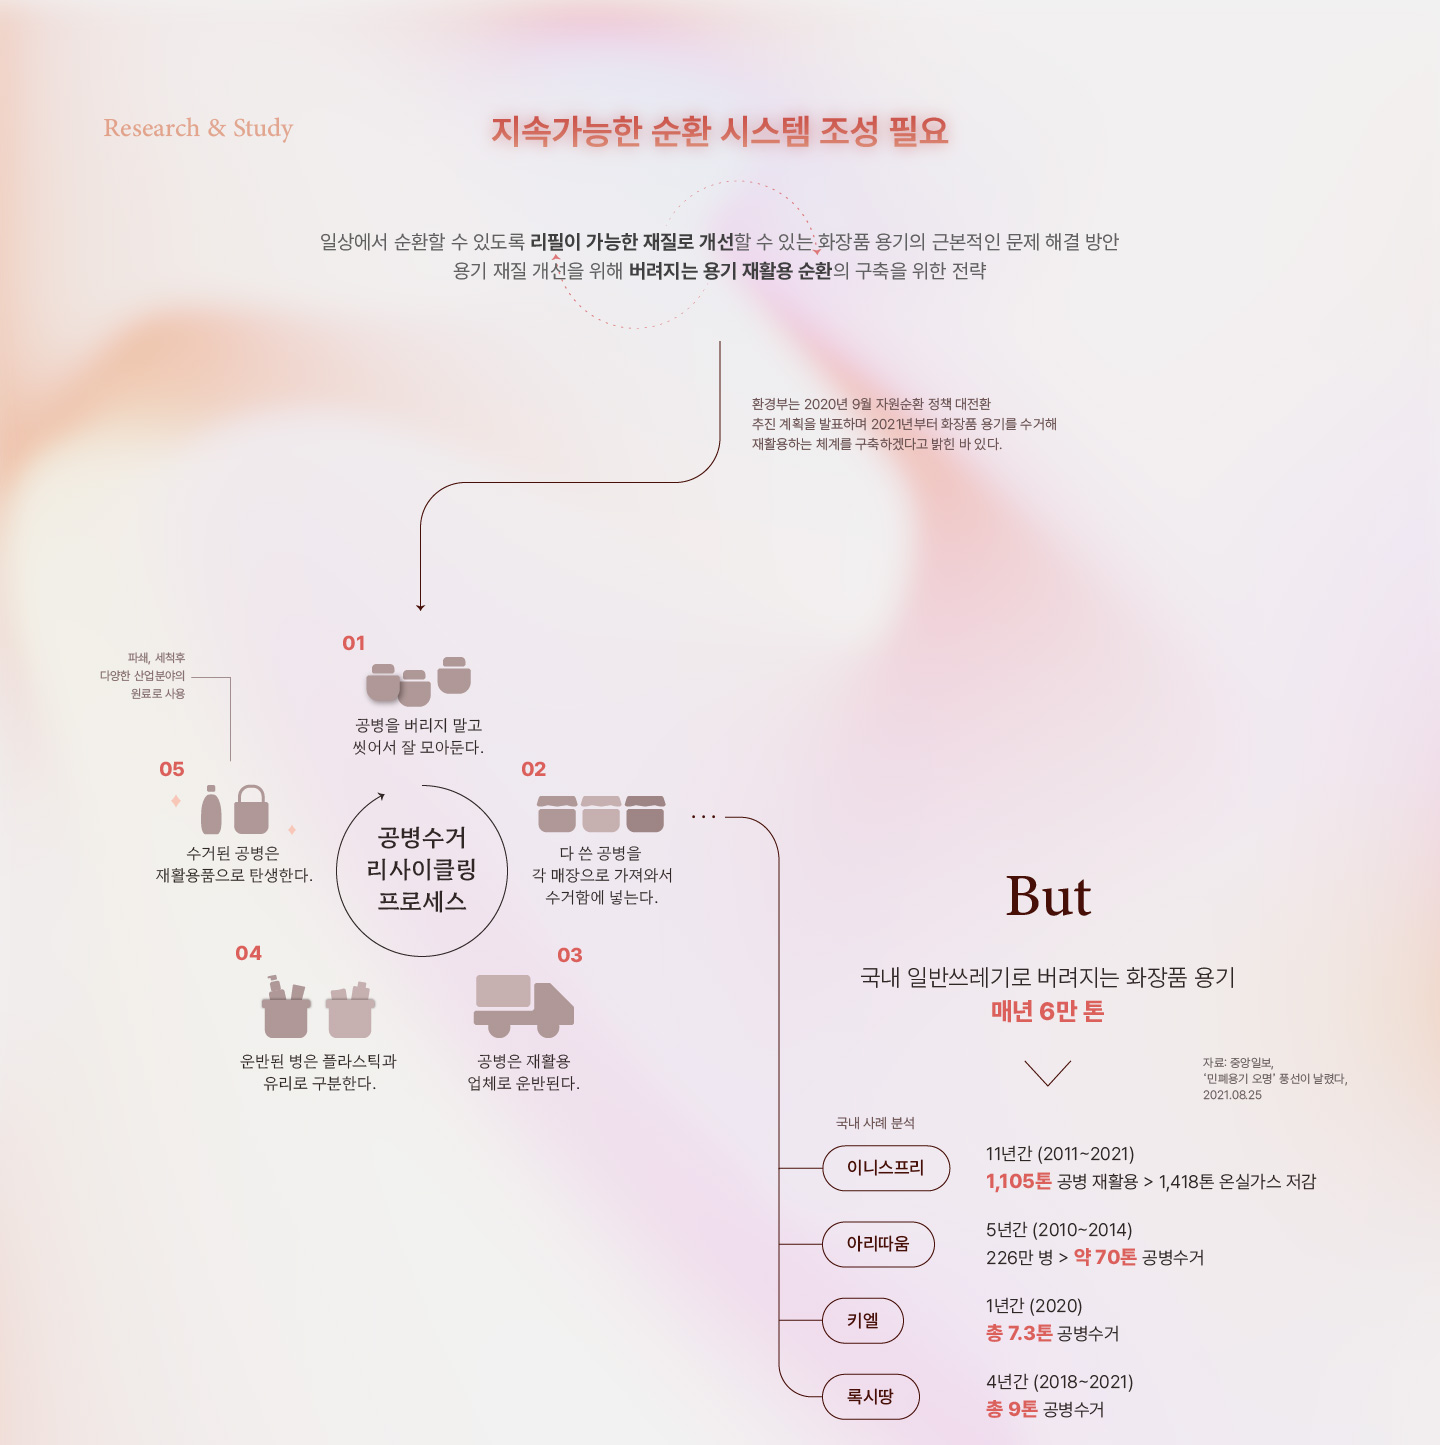 Research & Study
지속가능한 순환 시스템 조성 필요
일상에서 순환할 수 있도록 리필이 가능한 재질로 개선할 수 있는 화장품 용기의 근본적인 문제 해결 방안
용기 재질 개선을 위해 버려지는 용기 재활용 순환의 구축을 위한 전략
환경부는 2020년 9월 자원순환 정책 대전환
추진 계획을 발표하며 2021년부터 화장품 용기를 수거해
재활용하는 체계를 구축하겠다고 밝힌 바 있다.
01
공병을 버리지 말고
씻어서 잘 모아둔다.
02
다 쓴 공병을
각 매장으로 가져와서
수거함에 넣는다.
03
공병은 재활용
업체로 운반된다.
04
운반된 병은 플라스틱과
유리로 구분한다.
05
수거된 공병은
재활용품으로 탄생한다.
파쇄, 세척후
다양한 산업분야의
원료로 사용
공병수거
리사이클링
프로세스
But
국내 일반쓰레기로 버려지는 화장품 용기
매년 6만 톤
자료: 중앙일보,
'민폐용기 오명' 풍선이 날렸다,
2021.08.25
국내 사례 분석
이니스프리
11년간 (2011~2021)
1,105톤 공병 재활용 > 1,418톤 온실가스 저감
아리따움
5년간 (2010~2014)
226만 병 > 약 70톤 공병수거
키엘
1년간 (2020)
총 7.3톤 공병수거
록시땅
4년간 (2018~2021)
총 9톤 공병수거